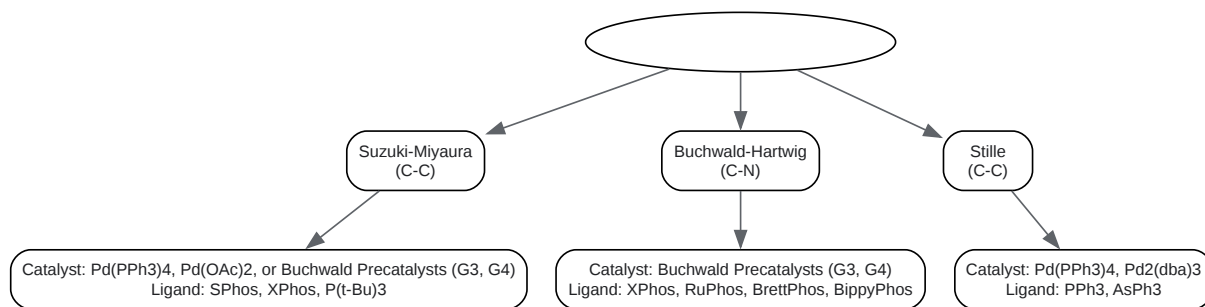 Suzuki-Miyaura
(C-C)
Buchwald-Hartwig
(C-N)
Stille
(C-C)
Catalyst: Pd(PPh3)4, Pd(OAc)2, or Buchwald Precatalysts (G3, G4)
Ligand: SPhos, XPhos, P(t-Bu)3
Catalyst: Buchwald Precatalysts (G3, G4)
Ligand: XPhos, RuPhos, BrettPhos, BippyPhos
Catalyst: Pd(PPh3)4, Pd2(dba)3
Ligand: PPh3, AsPh3